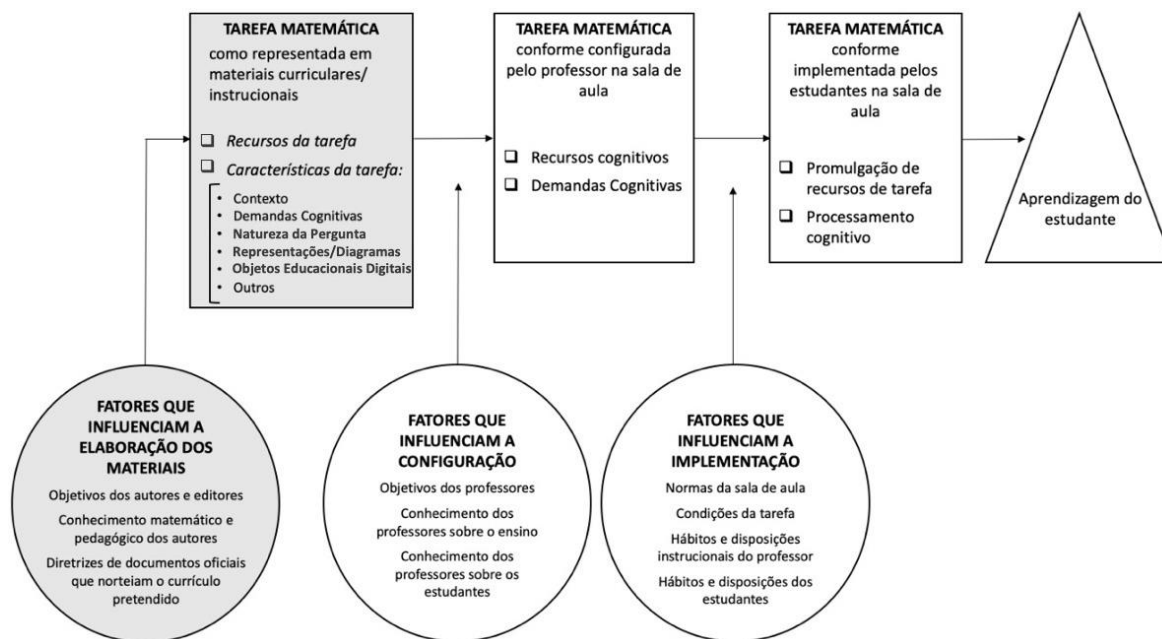 TAREFA MATEMÁTICA
como representada em
materiais curriculares/
instrucionais
❑ Recursos da tarefa
❑ Características da tarefa:
• Contexto
• Demandas Cognitivas
• Natureza da Pergunta
• Representações/Diagramas
• Objetos Educacionais Digitais
• Outros
TAREFA MATEMÁTICA
conforme configurada
pelo professor na sala de
aula
❑ Recursos cognitivos
❑ Demandas Cognitivas
TAREFA MATEMÁTICA
conforme
implementada pelos
estudantes na sala de
aula
❑ Promulgação de
recursos de tarefa
❑ Processamento
cognitivo
Aprendizagem do
estudante
FATORES QUE
INFLUENCIAM A
ELABORAÇÃO DOS
MATERIAIS
Objetivos dos autores e editores
Conhecimento matemático e
pedagógico dos autores
Diretrizes de documentos oficiais
que norteiam o currículo
pretendido
FATORES QUE
INFLUENCIAM A
CONFIGURAÇÃO
Objetivos dos professores
Conhecimento dos
professores sobre o ensino
Conhecimento dos
professores sobre os
estudantes
FATORES QUE
INFLUENCIAM A
IMPLEMENTAÇÃO
Normas da sala de aula
Condições da tarefa
Hábitos e disposições
instrucionais do professor
Hábitos e disposições dos
estudantes